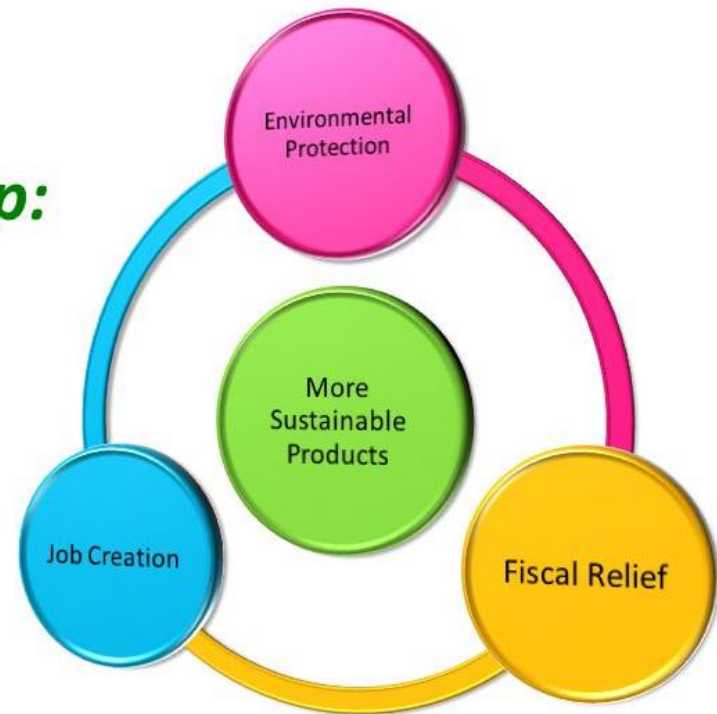 p:
Environmental
Protection
More
Sustainable
Products
Job Creation
Fiscal Relief